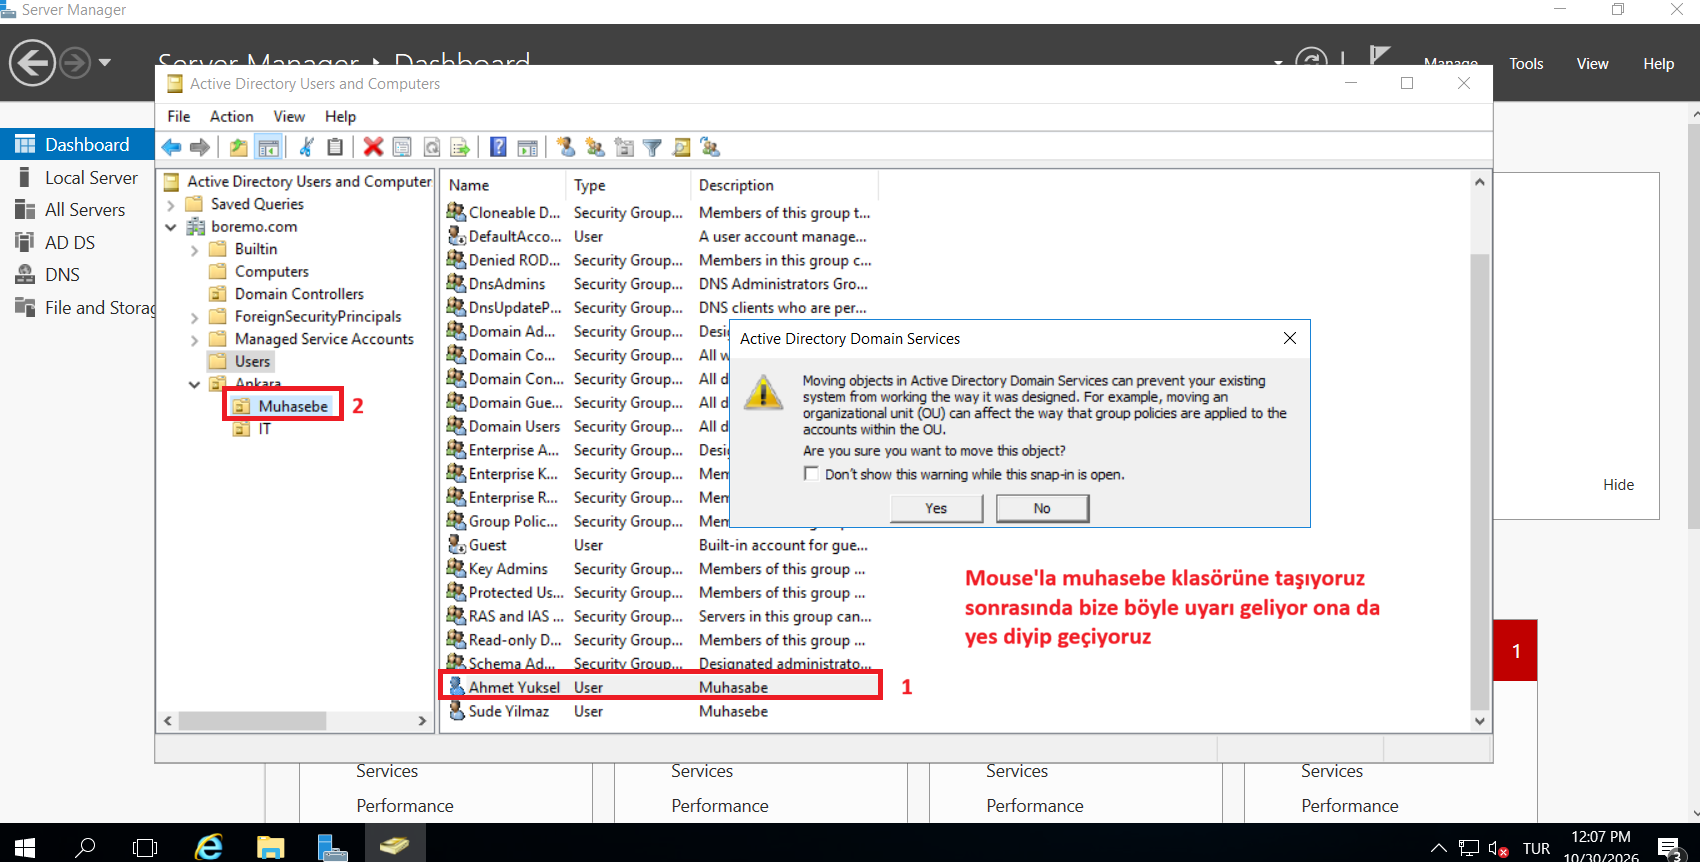 Server Manager
Server Manager ▸ Dashboard
Manage
Tools
View
Help
Active Directory Users and Computers
File
Action
View
Help
Dashboard
Local Server
All Servers
AD DS
DNS
File and Storag
Active Directory Users and Computer
Saved Queries
boremo.com
Builtin
Computers
Domain Controllers
ForeignSecurityPrincipals
Managed Service Accounts
Users
Ankara
Muhasebe
2
IT
Name Type Description
Cloneable D... Security Group... Members of this group t...
DefaultAcco... User A user account manage...
Denied ROD... Security Group... Members in this group c...
DnsAdmins Security Group... DNS Administrators Gro...
DnsUpdateP... Security Group... DNS clients who are per...
Domain Ad... Security Group... Desi
Domain Co... Security Group... All w
Domain Con... Security Group... All d
Domain Gue... Security Group... All d
Domain Users Security Group... All d
Enterprise A... Security Group... Desi
Enterprise K... Security Group... Mem
Enterprise R... Security Group... Mem
Group Polic... Security Group... Mem
Guest User Built-in account for gue...
Key Admins Security Group... Members of this group ...
Protected Us... Security Group... Members of this group ...
RAS and IAS ... Security Group... Servers in this group can...
Read-only D... Security Group... Members of this group ...
Schema Ad... Security Group... Designated administrato...
Ahmet Yuksel User Muhasabe
1
Sude Yilmaz User Muhasebe
Active Directory Domain Services
Moving objects in Active Directory Domain Services can prevent your existing
system from working the way it was designed. For example, moving an
organizational unit (OU) can affect the way that group policies are applied to the
accounts within the OU.
Are you sure you want to move this object?
Don't show this warning while this snap-in is open.
Yes
No
Hide
Mouse'la muhasebe klasörüne taşıyoruz
sonrasında bize böyle uyarı geliyor ona da
yes diyip geçiyoruz
1
Services
Services
Services
Services
Performance
Performance
Performance
Performance
TUR
12:07 PM
10/30/2026
3